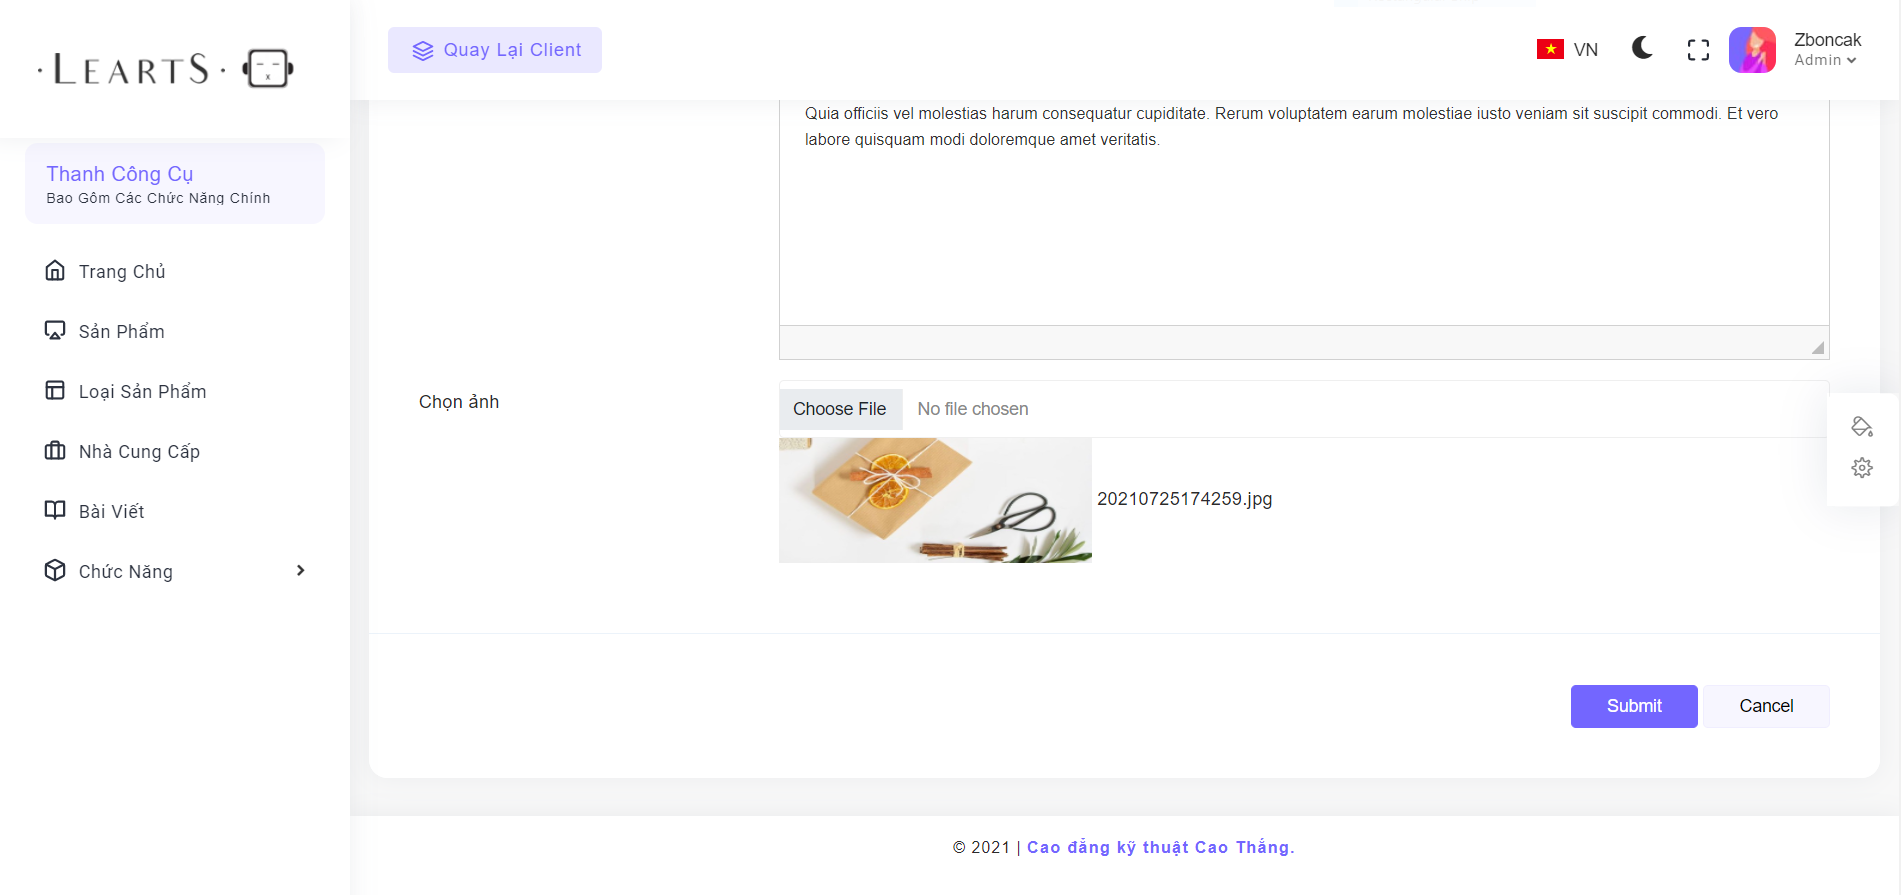 · LEARTS ·
x
Quay Lại Client
VN
Zboncak
Admin
Thanh Công Cụ
Bao Gôm Các Chức Năng Chính
Trang Chủ
Sản Phẩm
Loại Sản Phẩm
Nhà Cung Cấp
Bài Viết
Chức Năng
Quia officiis vel molestias harum consequatur cupiditate. Rerum voluptatem earum molestiae iusto veniam sit suscipit commodi. Et vero
labore quisquam modi doloremque amet veritatis.
Chọn ảnh
Choose File No file chosen
20210725174259.jpg
Submit
Cancel
© 2021 | Cao đẳng kỹ thuật Cao Thắng.